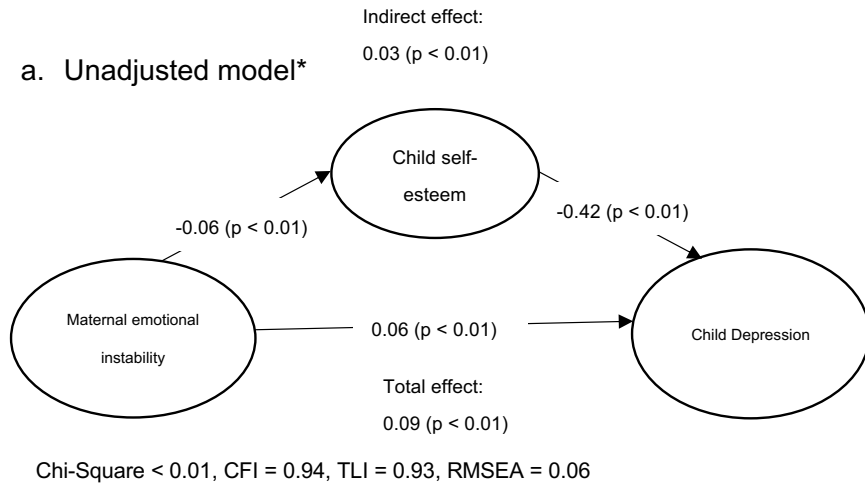 Indirect effect:
0.03 (p < 0.01)
a. Unadjusted model*
Child self-
esteem
-0.06 (p < 0.01)
-0.42 (p < 0.01)
Maternal emotional
instability
0.06 (p < 0.01)
Child Depression
Total effect:
0.09 (p < 0.01)
Chi-Square < 0.01, CFI = 0.94, TLI = 0.93, RMSEA = 0.06